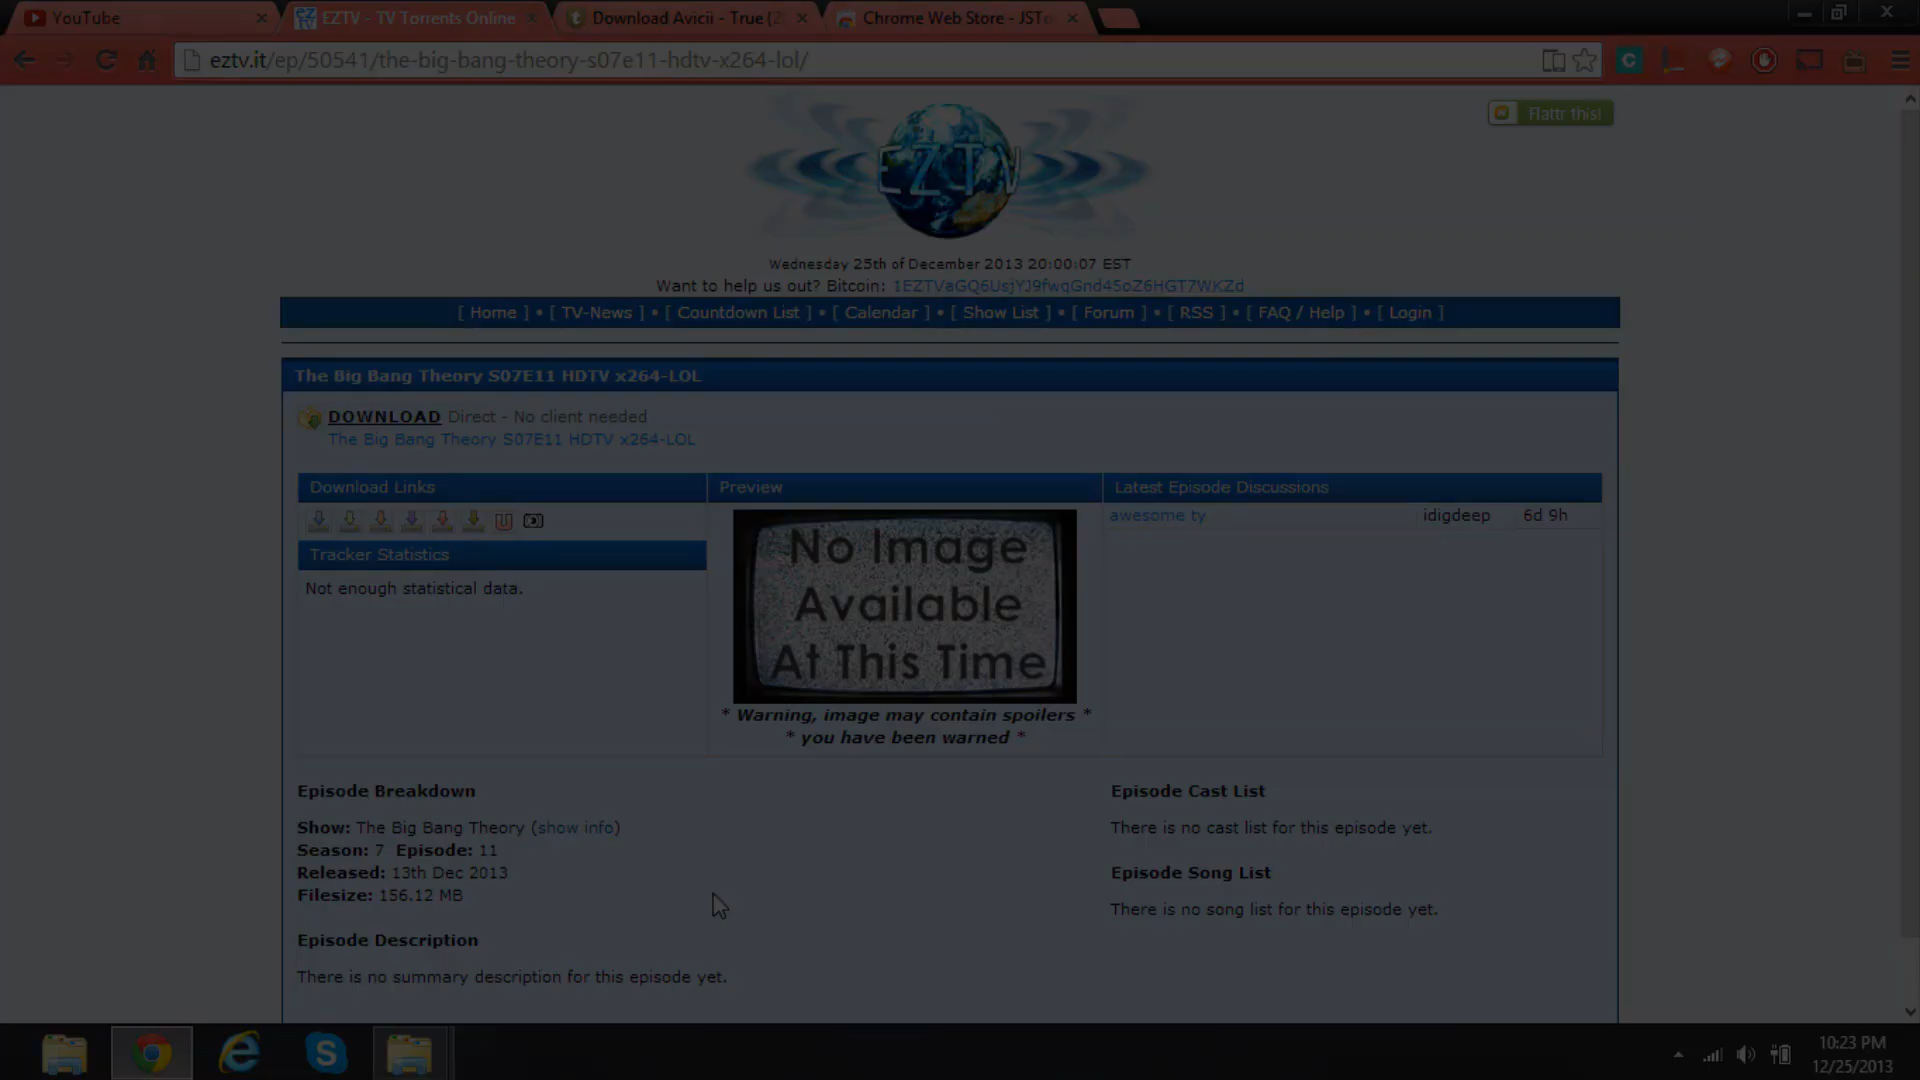 YouTube
EZTV - TV Torrents Online
Download Avicii - True (2
Chrome Web Store - JSTo
eztv.it/ep/50541/the-big-bang-theory-s07e11-hdtv-x264-lol/
Flattr this!
EZTV
Wednesday 25th of December 2013 20:00:07 EST
Want to help us out? Bitcoin: 1EZTVaGQ6UsjYJ9fwqGnd45oZ6HGT7WKZd
[ Home ] • [ TV-News ] • [ Countdown List ] • [ Calendar ] • [ Show List ] • [ Forum ] • [ RSS ] • [ FAQ / Help ] • [ Login ]
The Big Bang Theory S07E11 HDTV x264-LOL
DOWNLOAD Direct - No client needed
The Big Bang Theory S07E11 HDTV x264-LOL
Download Links
Preview
Latest Episode Discussions
awesome ty idigdeep 6d 9h
Tracker Statistics
Not enough statistical data.
No Image
Available
At This Time
* Warning, image may contain spoilers *
* you have been warned *
Episode Breakdown
Show: The Big Bang Theory (show info)
Season: 7 Episode: 11
Released: 13th Dec 2013
Filesize: 156.12 MB
Episode Description
There is no summary description for this episode yet.
Episode Cast List
There is no cast list for this episode yet.
Episode Song List
There is no song list for this episode yet.
10:23 PM
12/25/2013